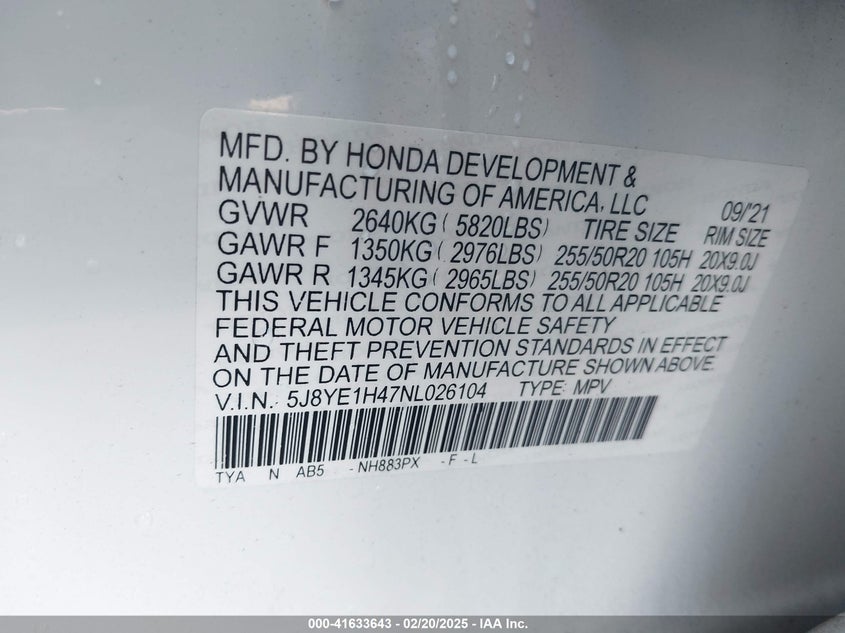 MFD. BY HONDA DEVELOPMENT &
MANUFACTURING OF AMERICA, LLC 09/'21
GVWR 2640KG ( 5820LBS) TIRE SIZE RIM SIZE
GAWR F 1350KG ( 2976LBS) 255/50R20 105H 20X9.0J
GAWR R 1345KG ( 2965LBS) 255/50R20 105H 20X9.0J
THIS VEHICLE CONFORMS TO ALL APPLICABLE
FEDERAL MOTOR VEHICLE SAFETY
AND THEFT PREVENTION STANDARDS IN EFFECT
ON THE DATE OF MANUFACTURE SHOWN ABOVE.
V.I.N. 5J8YE1H47NL026104 TYPE: MPV
TYA N AB5 - NH883PX - F - L
000-41633643 - 02/20/2025 - IAA Inc.